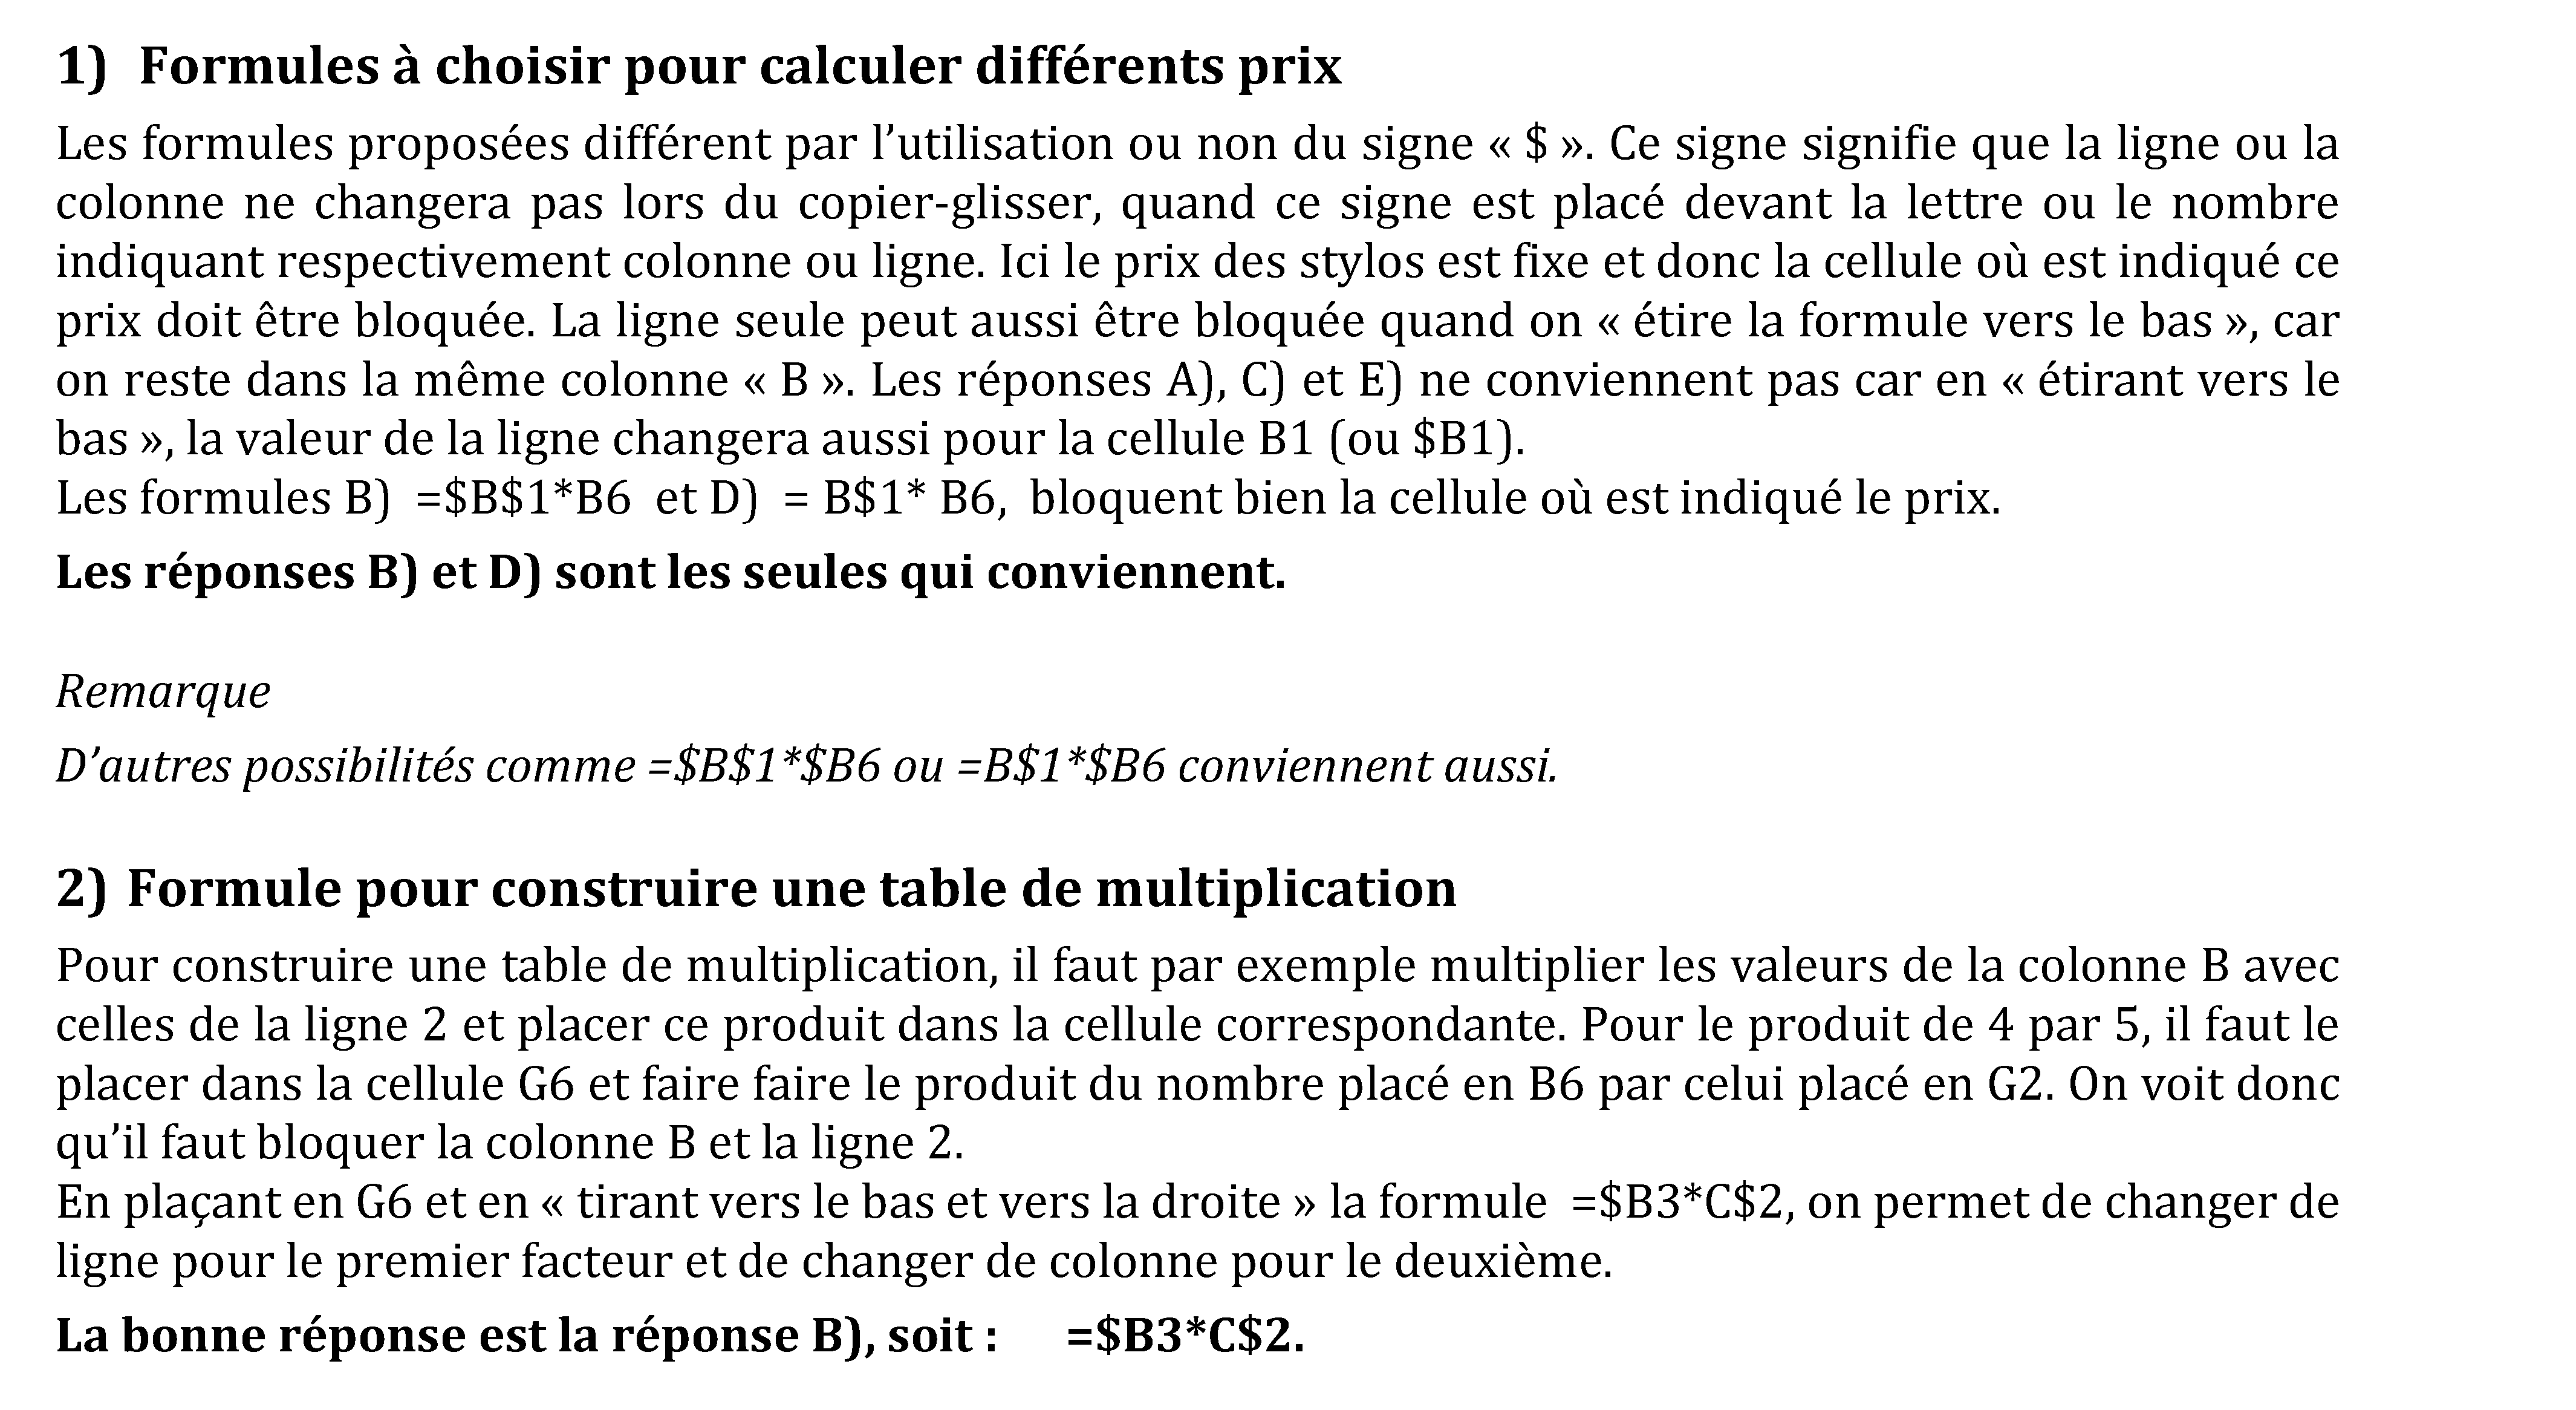 1) Formules à choisir pour calculer différents prix
Les formules proposées différent par l’utilisation ou non du signe « $ ». Ce signe signifie que la ligne ou la
colonne ne changera pas lors du copier-glisser, quand ce signe est placé devant la lettre ou le nombre
indiquant respectivement colonne ou ligne. Ici le prix des stylos est fixe et donc la cellule où est indiqué ce
prix doit être bloquée. La ligne seule peut aussi être bloquée quand on « étire la formule vers le bas », car
on reste dans la même colonne « B ». Les réponses A), C) et E) ne conviennent pas car en « étirant vers le
bas », la valeur de la ligne changera aussi pour la cellule B1 (ou $B1).
Les formules B) =$B$1*B6 et D) = B$1* B6, bloquent bien la cellule où est indiqué le prix.
Les réponses B) et D) sont les seules qui conviennent.
Remarque
D’autres possibilités comme =$B$1*$B6 ou =B$1*$B6 conviennent aussi.
2) Formule pour construire une table de multiplication
Pour construire une table de multiplication, il faut par exemple multiplier les valeurs de la colonne B avec
celles de la ligne 2 et placer ce produit dans la cellule correspondante. Pour le produit de 4 par 5, il faut le
placer dans la cellule G6 et faire faire le produit du nombre placé en B6 par celui placé en G2. On voit donc
qu’il faut bloquer la colonne B et la ligne 2.
En plaçant en G6 et en « tirant vers le bas et vers la droite » la formule =$B3*C$2, on permet de changer de
ligne pour le premier facteur et de changer de colonne pour le deuxième.
La bonne réponse est la réponse B), soit : =$B3*C$2.